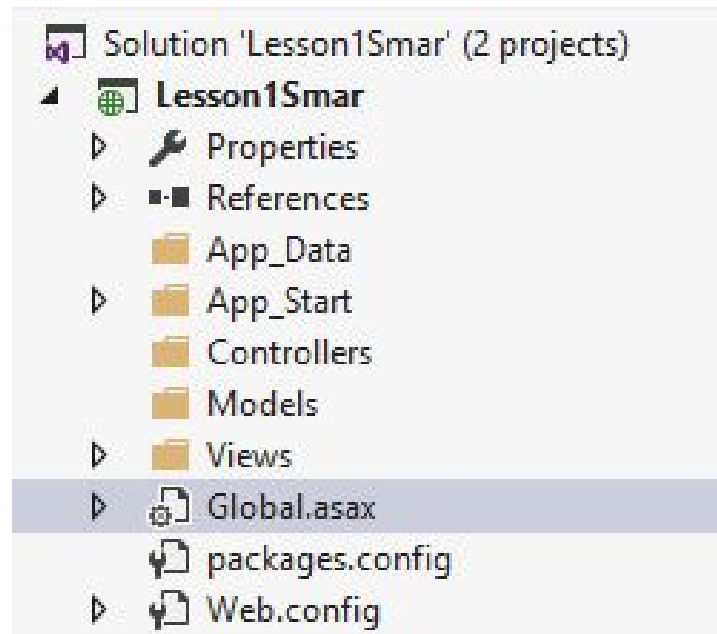 Solution 'Lesson1Smar' (2 projects)
Lesson1Smar
Properties
References
App_Data
App_Start
Controllers
Models
Views
Global.asax
packages.config
Web.config